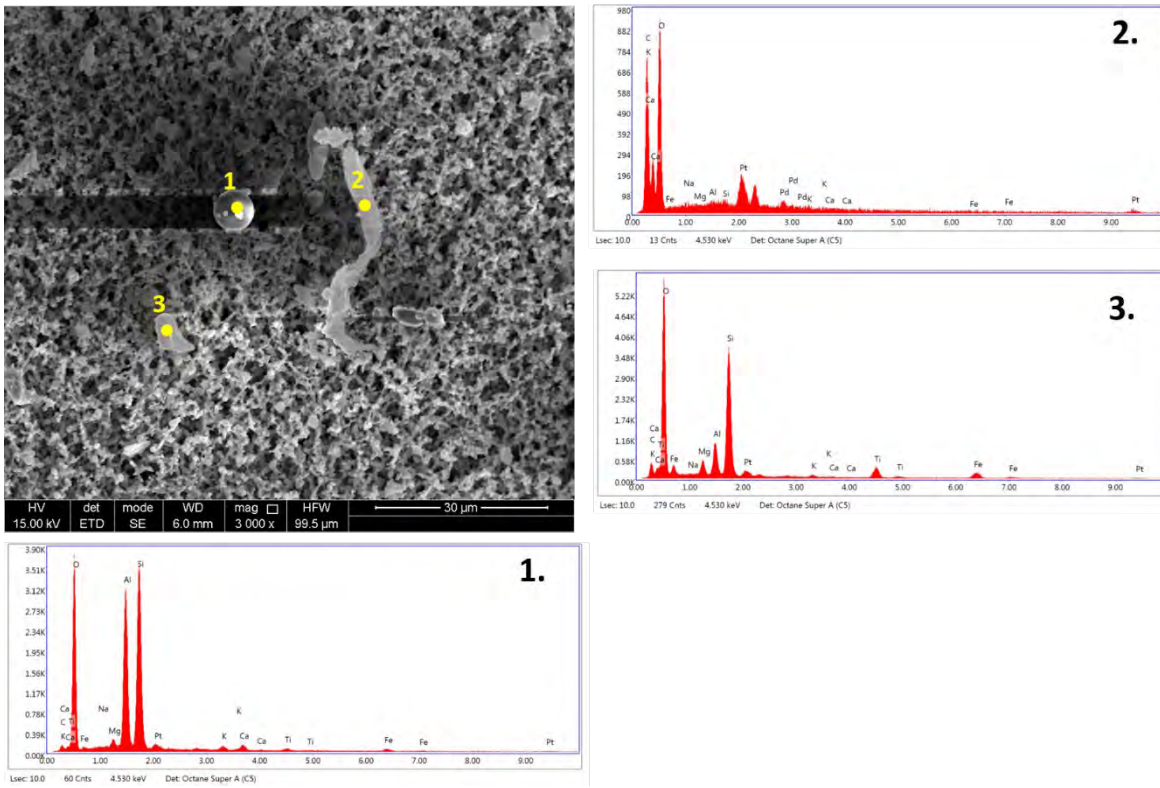 1
2
3
HV det mode WD mag □ HFW
15.00 kV ETD SE 6.0 mm 3 000 x 99.5 µm
30 µm
2.
980
882
784
686
588
490
392
294
196
98
0
C
K
O
Ca
Ca
Fe
Na
Mg
Al
Si
Pt
Pd
Pd
Pd
K
K
Ca
Ca
Fe
Fe
Pt
0.00 1.00 2.00 3.00 4.00 5.00 6.00 7.00 8.00 9.00
Lsec: 10.0 13 Cnts 4.530 keV Det: Octane Super A (C5)
3.
5.22K
4.64K
4.06K
3.48K
2.90K
2.32K
1.74K
1.16K
0.58K
0.00K
O
Ca
C
Ti
K
Ca
Fe
Na
Mg
Al
Si
Pt
K
K
Ca
Ca
Ti
Ti
Fe
Fe
Pt
0.00 1.00 2.00 3.00 4.00 5.00 6.00 7.00 8.00 9.00
Lsec: 10.0 279 Cnts 4.530 keV Det: Octane Super A (C5)
1.
3.90K
3.51K
3.12K
2.73K
2.34K
1.95K
1.56K
1.17K
0.78K
0.39K
0.00K
O
Al
Si
Ca
C
Ti
K
Ca
Fe
Na
Mg
Pt
K
K
Ca
Ca
Ti
Ti
Fe
Fe
Pt
0.00 1.00 2.00 3.00 4.00 5.00 6.00 7.00 8.00 9.00
Lsec: 10.0 60 Cnts 4.530 keV Det: Octane Super A (C5)